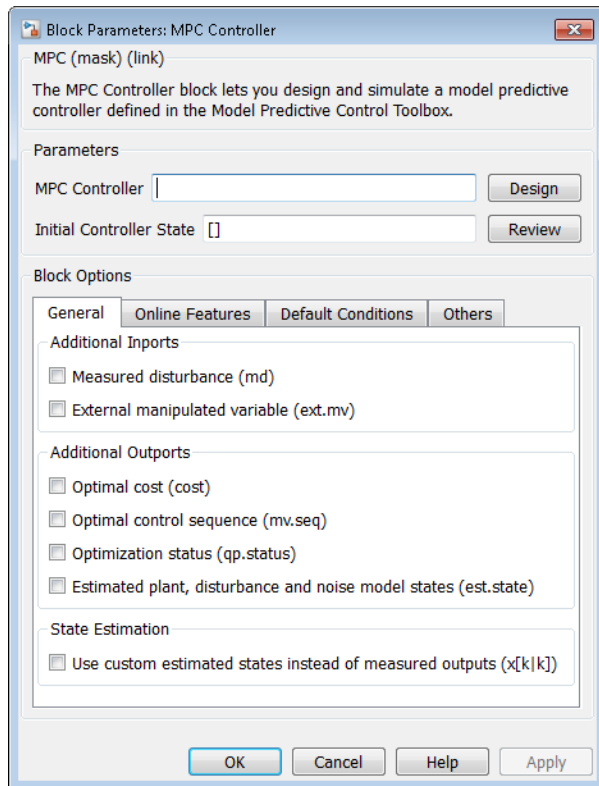 Block Parameters: MPC Controller
MPC (mask) (link)
The MPC Controller block lets you design and simulate a model predictive
controller defined in the Model Predictive Control Toolbox.
Parameters
MPC Controller Design
Initial Controller State [] Review
Block Options
General Online Features Default Conditions Others
Additional Inports
Measured disturbance (md)
External manipulated variable (ext.mv)
Additional Outports
Optimal cost (cost)
Optimal control sequence (mv.seq)
Optimization status (qp.status)
Estimated plant, disturbance and noise model states (est.state)
State Estimation
Use custom estimated states instead of measured outputs (x[k|k])
OK Cancel Help Apply